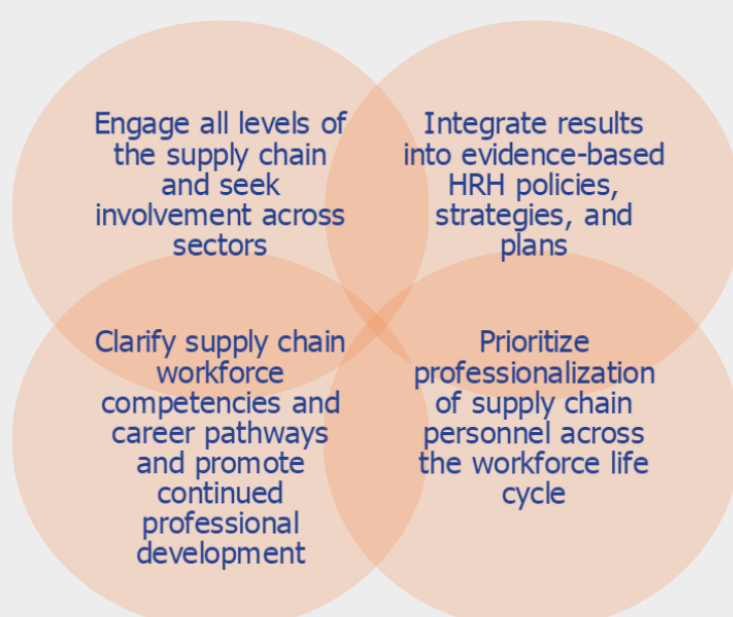 Engage all levels of
the supply chain
and seek
involvement across
sectors
Integrate results
into evidence-based
HRH policies,
strategies, and
plans
Clarify supply chain
workforce
competencies and
career pathways
and promote
continued
professional
development
Prioritize
professionalization
of supply chain
personnel across
the workforce life
cycle